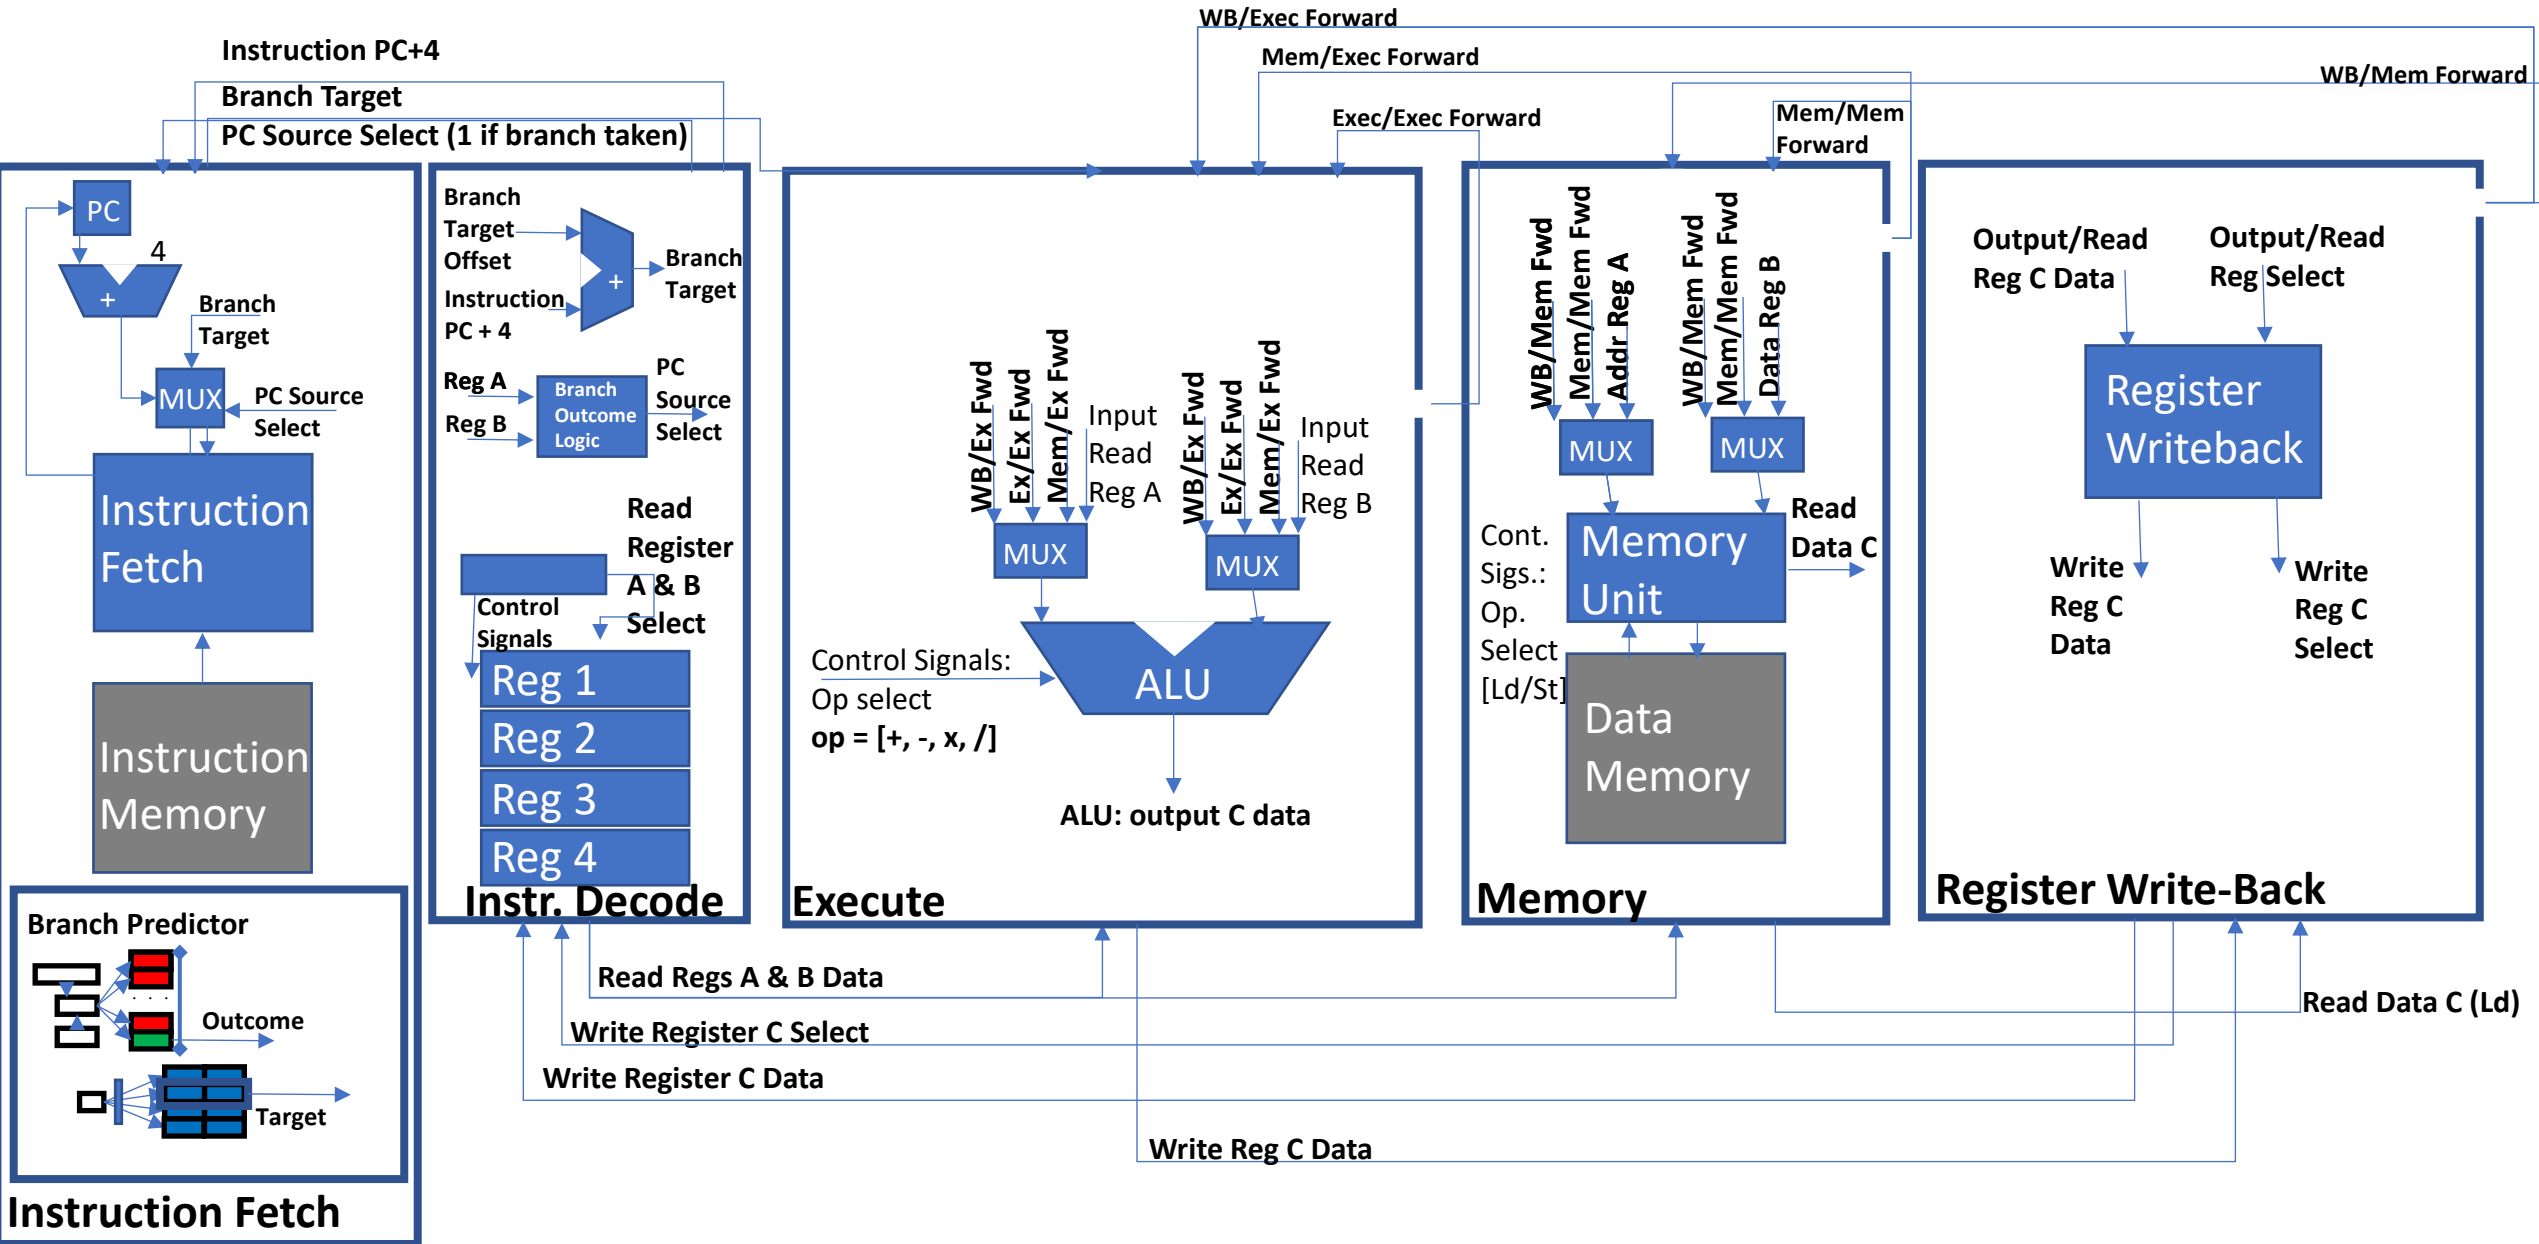 WB/Exec Forward
Instruction PC+4
Mem/Exec Forward
WB/Mem Forward
Branch Target
Exec/Exec Forward
Mem/Mem
Forward
PC Source Select (1 if branch taken)
PC
4
+
Branch
Target
MUX
PC Source
Select
Instruction
Fetch
Instruction
Memory
Branch Predictor
. . .
Outcome
Target
Instruction Fetch
Branch
Target
Offset
Instruction
PC + 4
+
Branch
Target
Reg A
Reg B
Branch
Outcome
Logic
PC
Source
Select
Read
Register
A & B
Select
Control
Signals
Reg 1
Reg 2
Reg 3
Reg 4
Instr. Decode
WB/Ex Fwd
Ex/Ex Fwd
Mem/Ex Fwd
Input
Read
Reg A
WB/Ex Fwd
Ex/Ex Fwd
Mem/Ex Fwd
Input
Read
Reg B
MUX
MUX
Control Signals:
Op select
op = [+, -, x, /]
ALU
ALU: output C data
Execute
WB/Mem Fwd
Mem/Mem Fwd
Addr Reg A
WB/Mem Fwd
Mem/Mem Fwd
Data Reg B
MUX
MUX
Cont.
Sigs.:
Op.
Select
[Ld/St]
Memory
Unit
Read
Data C
Data
Memory
Memory
Output/Read
Reg C Data
Output/Read
Reg Select
Register
Writeback
Write
Reg C
Data
Write
Reg C
Select
Register Write-Back
Read Regs A & B Data
Read Data C (Ld)
Write Register C Select
Write Register C Data
Write Reg C Data